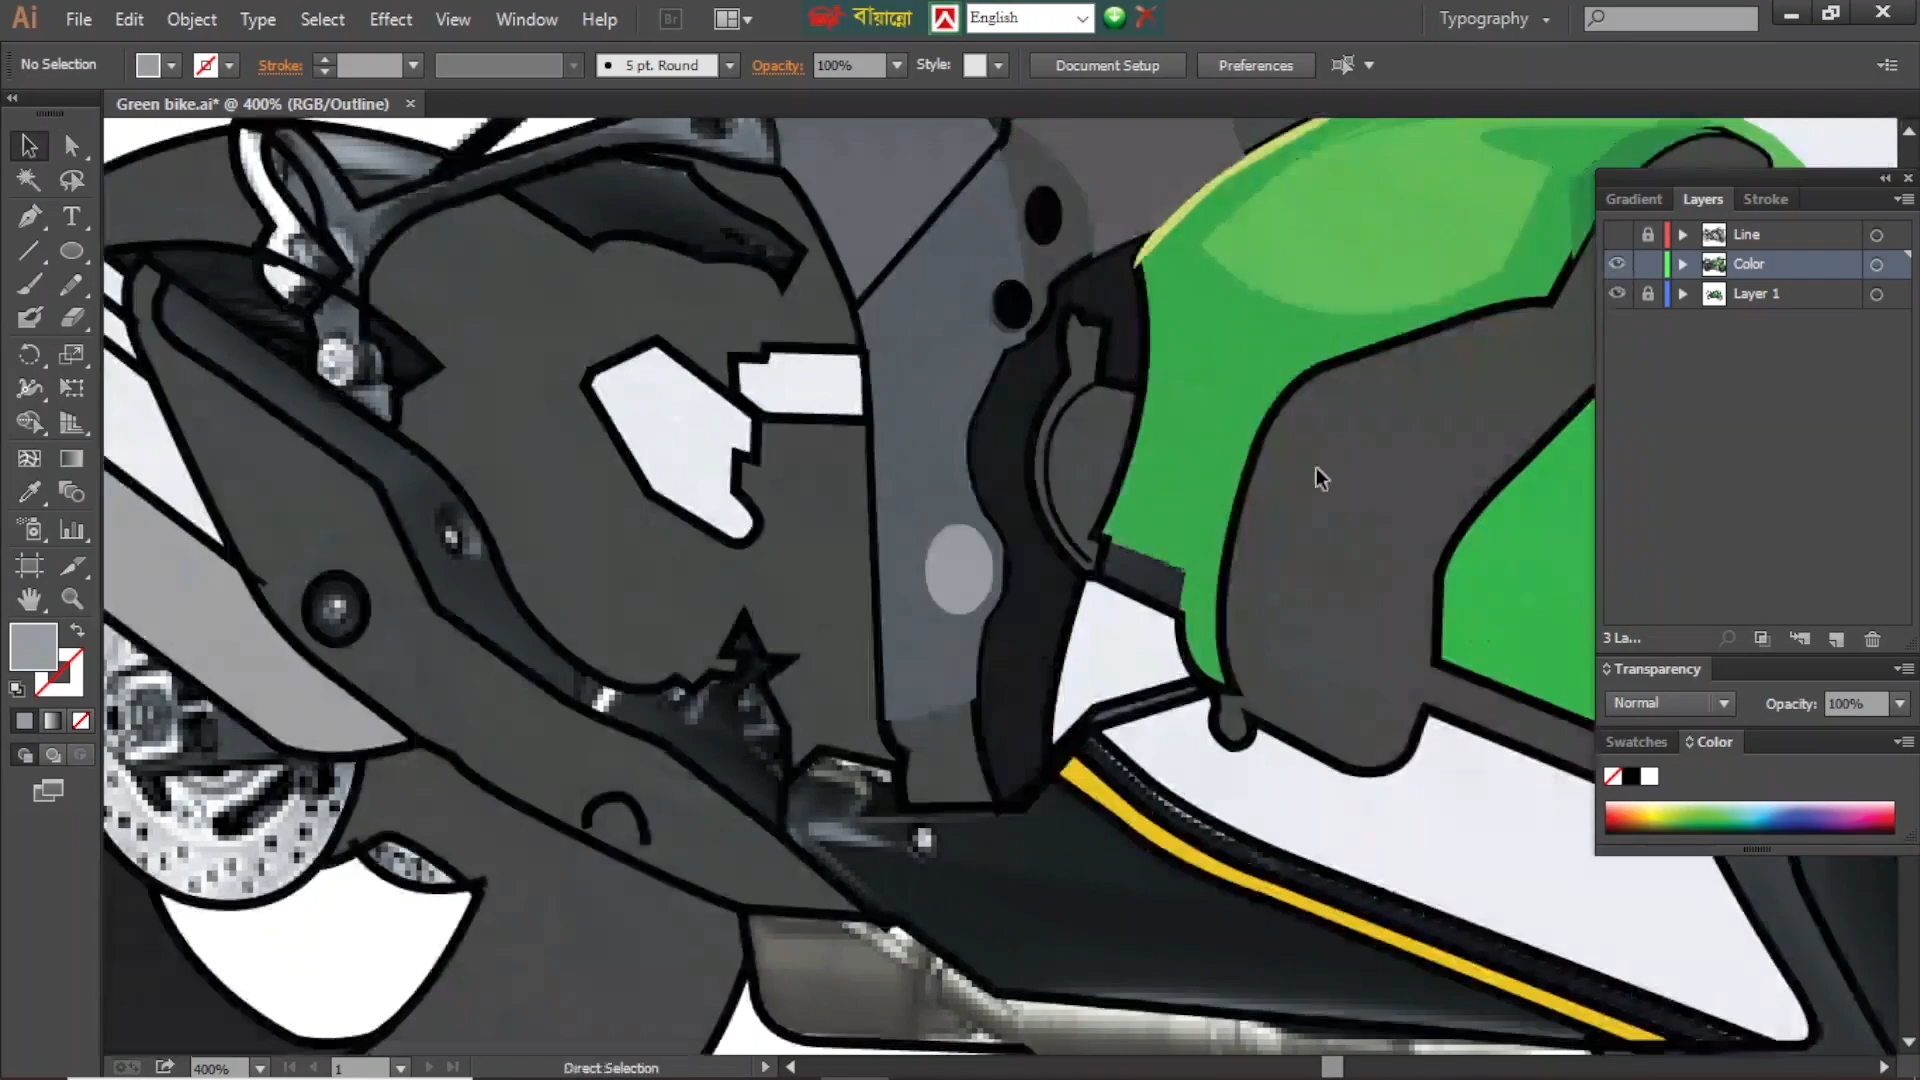 Ai File Edit Object Type Select Effect View Window Help Br বায়ান্নো English Typography
No Selection Stroke: 5 pt. Round Opacity: 100% Style: Document Setup Preferences
Green bike.ai* @ 400% (RGB/Outline)
Gradient Layers Stroke
Line
Color
Layer 1
3 La...
Transparency
Normal Opacity: 100%
Swatches Color
400% 1 Direct Selection